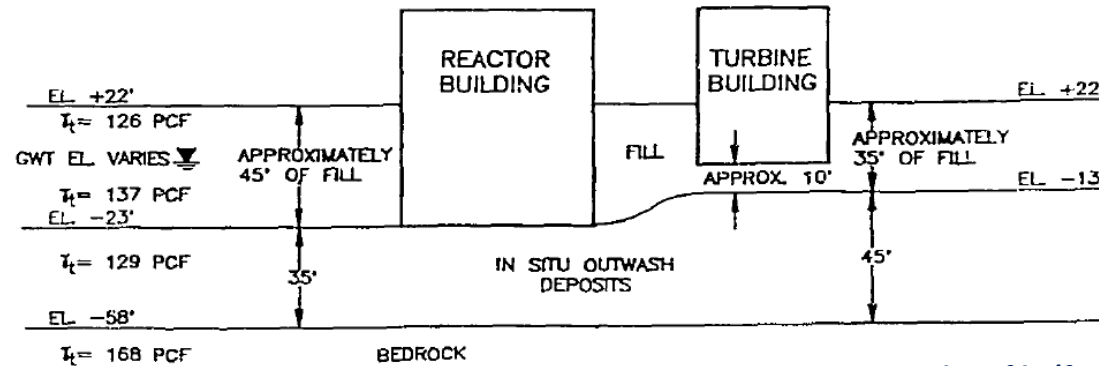 REACTOR
BUILDING
TURBINE
BUILDING
EL. +22'
EL. +22
γt= 126 PCF
GWT EL. VARIES
APPROXIMATELY
45' OF FILL
FILL
APPROXIMATELY
35' OF FILL
APPROX. 10'
γt= 137 PCF
EL. -13
EL. -23'
γt= 129 PCF
35'
IN SITU OUTWASH
DEPOSITS
45'
EL. -58'
γt= 168 PCF
BEDROCK